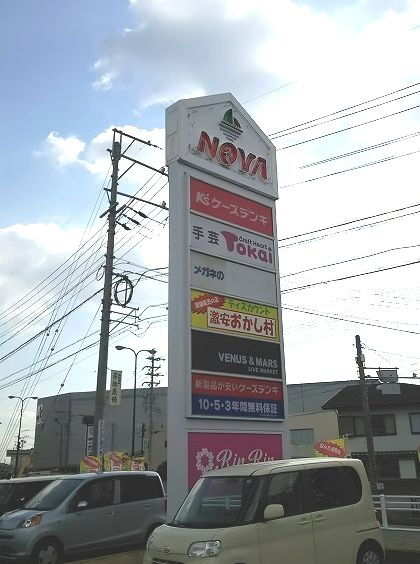 NOVA
K's ケーズデンキ
手芸 Craft Heart
Tokai
メガネの
ディスカウント
激安おかし村
VENUS & MARS
LIVE MARKET
新製品が安いケーズデンキ
10・5・3年間無料保証
Rin Rin